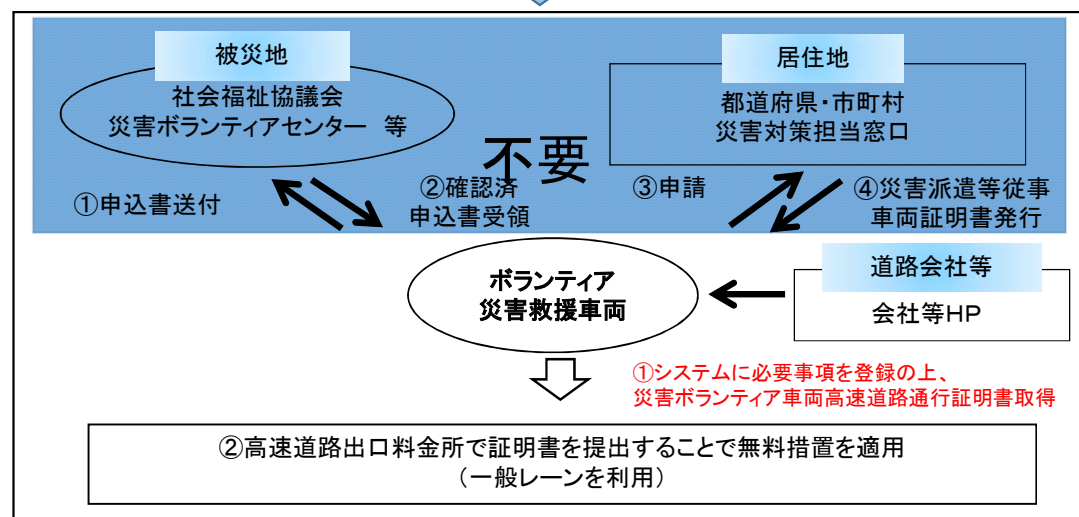 被災地
社会福祉協議会
災害ボランティアセンター 等
居住地
都道府県・市町村
災害対策担当窓口
不要
①申込書送付
②確認済
申込書受領
③申請
④災害派遣等従事
車両証明書発行
ボランティア
災害救援車両
道路会社等
会社等HP
①システムに必要事項を登録の上、
災害ボランティア車両高速道路通行証明書取得
②高速道路出口料金所で証明書を提出することで無料措置を適用
（一般レーンを利用）